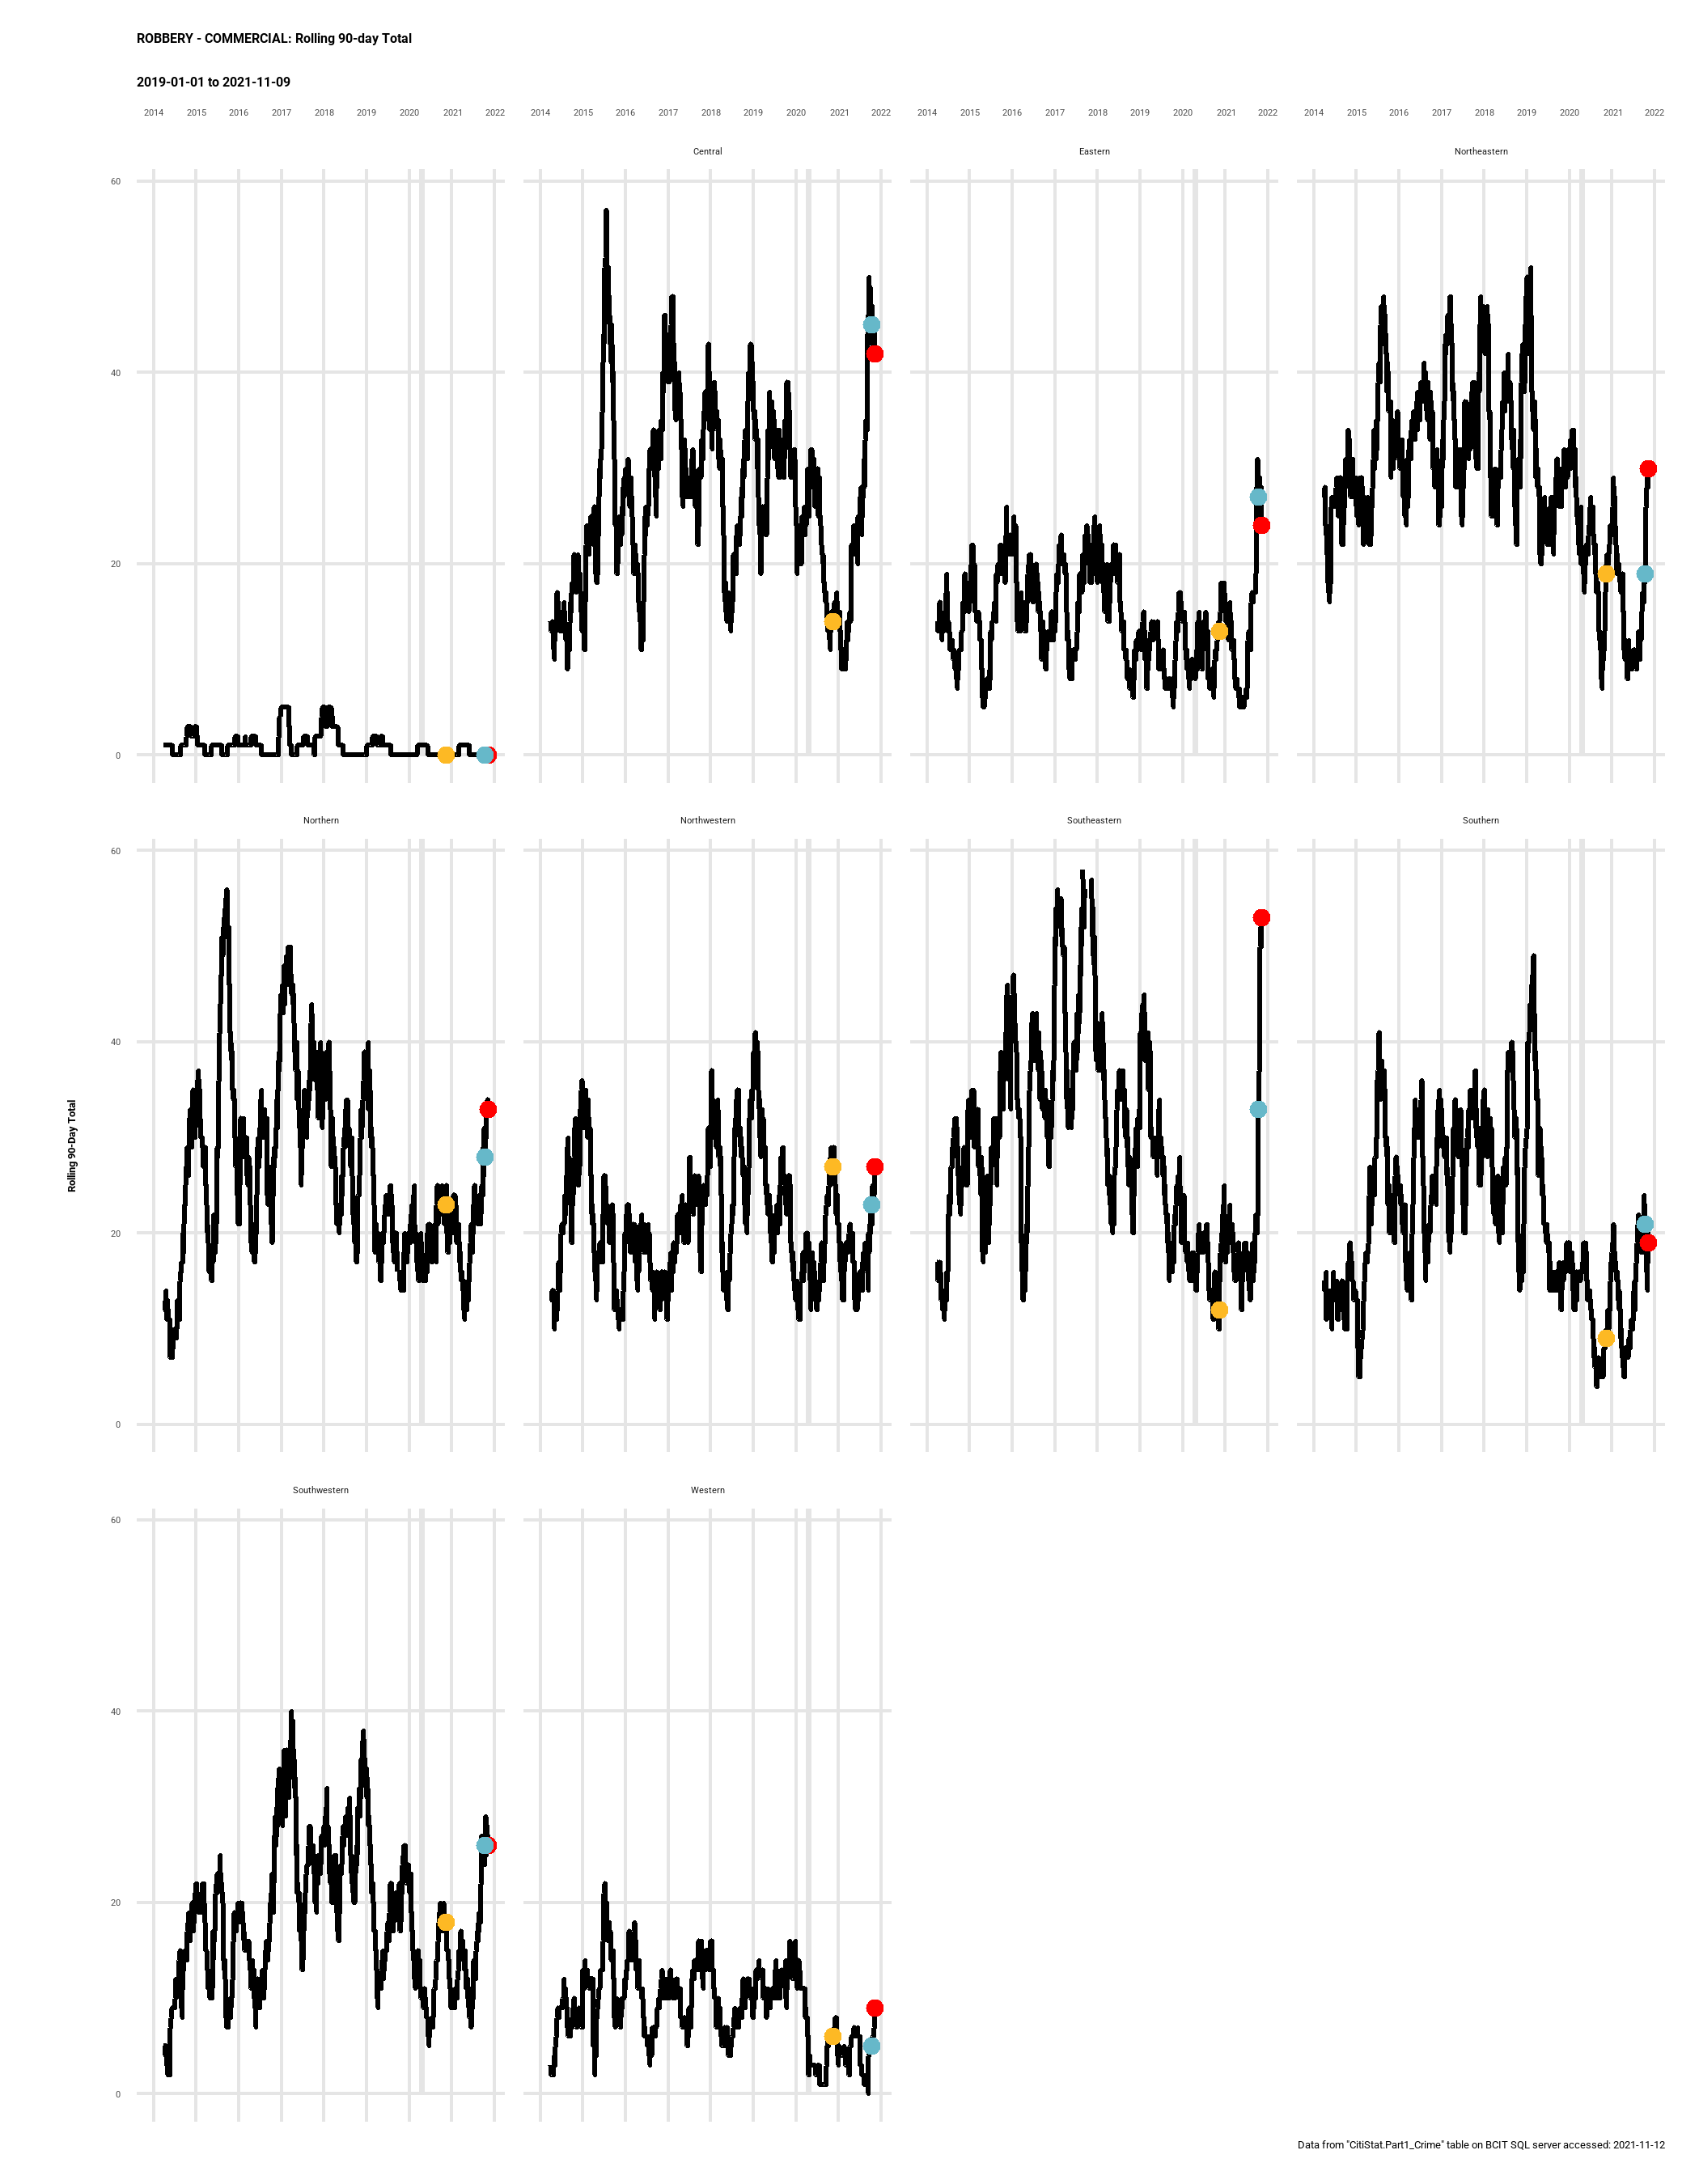 ROBBERY - COMMERCIAL: Rolling 90-day Total
2019-01-01 to 2021-11-09
2014 2015 2016 2017 2018 2019 2020 2021 2022 2014 2015 2016 2017 2018 2019 2020 2021 2022 2014 2015 2016 2017 2018 2019 2020 2021 2022 2014 2015 2016 2017 2018 2019 2020 2021 2022
Central Eastern Northeastern
60
40
20
0
Northern Northwestern Southeastern Southern
60
40
Rolling 90-Day Total
20
0
Southwestern Western
60
40
20
0
Data from "CitiStat.Part1_Crime" table on BCIT SQL server accessed: 2021-11-12